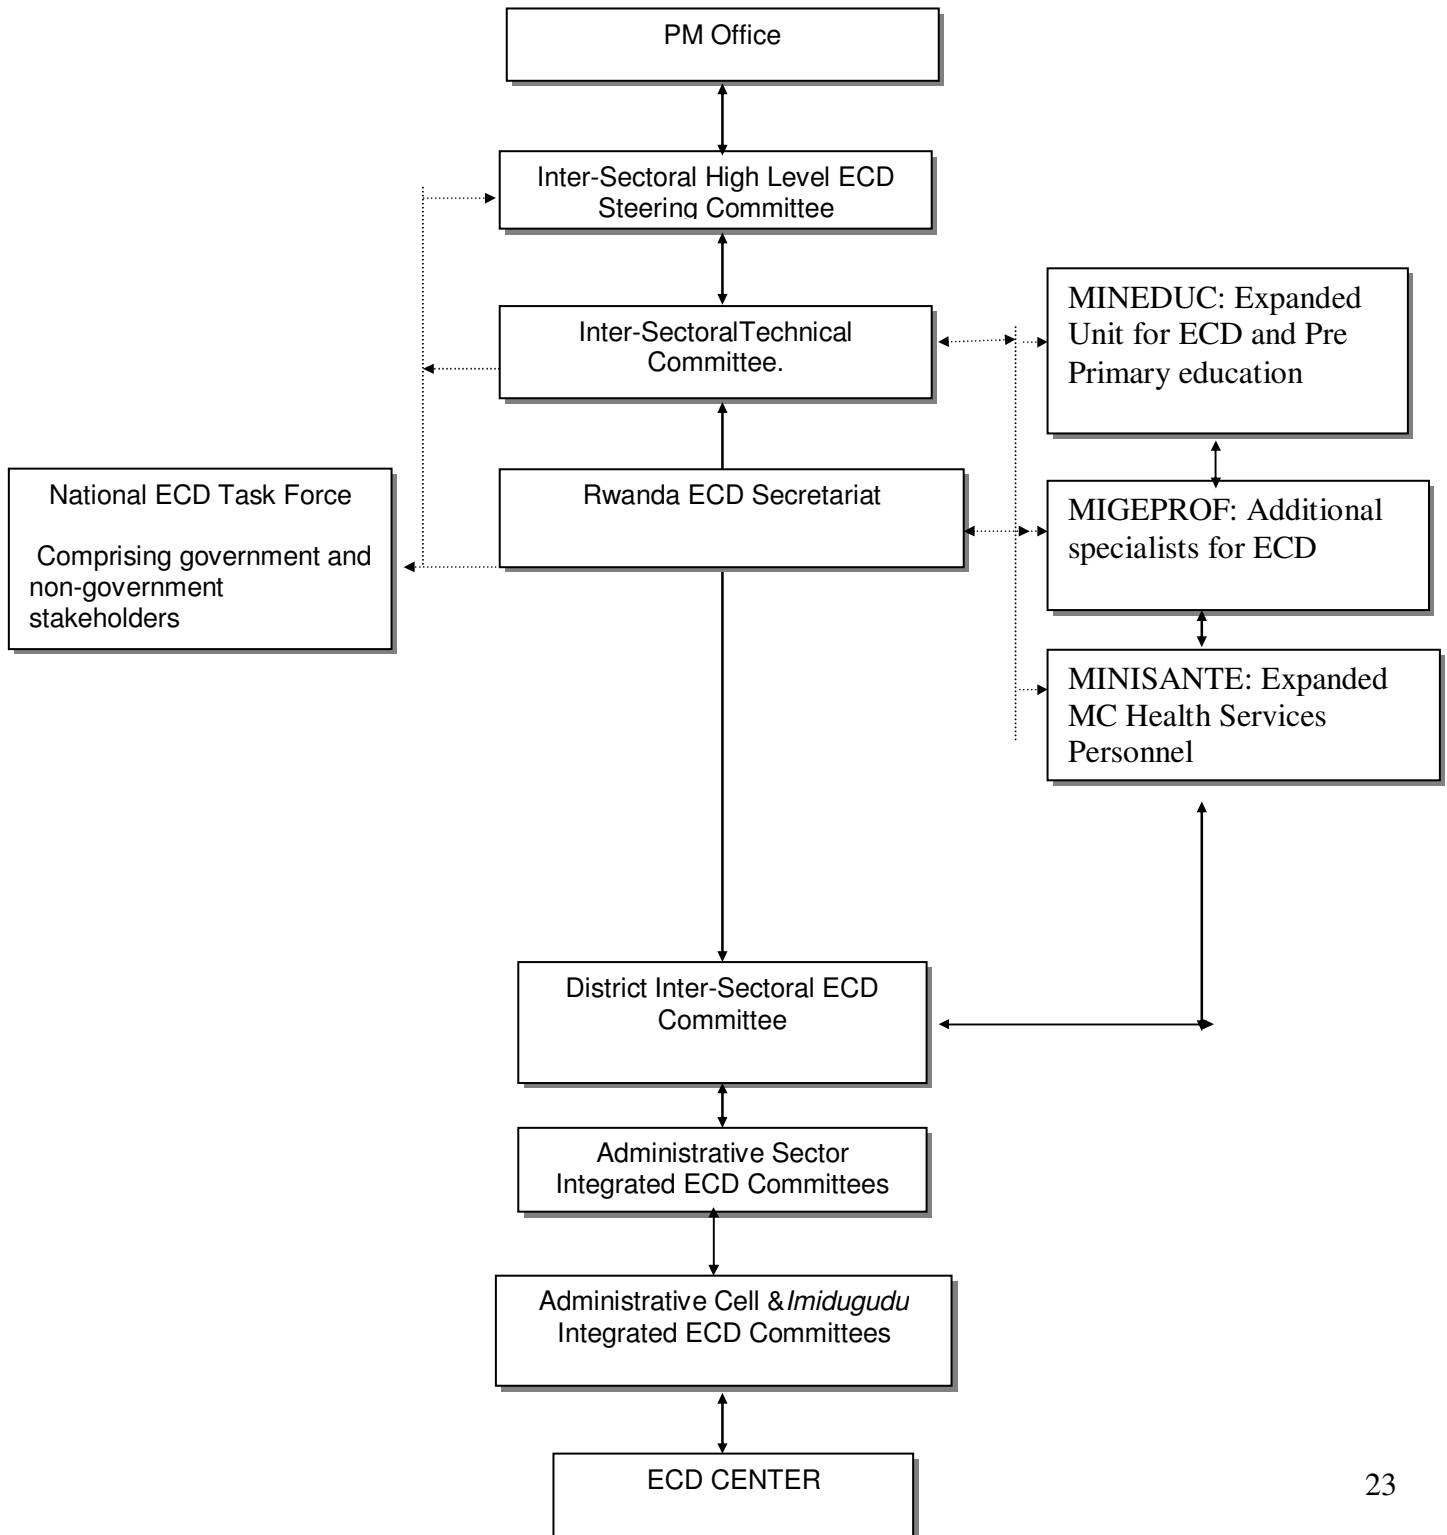 PM Office
Inter-Sectoral High Level ECD
Steering Committee
Inter-SectoralTechnical
Committee.
MINEDUC: Expanded
Unit for ECD and Pre
Primary education
National ECD Task Force
Comprising government and
non-government
stakeholders
Rwanda ECD Secretariat
MIGEPROF: Additional
specialists for ECD
MINISANTE: Expanded
MC Health Services
Personnel
District Inter-Sectoral ECD
Committee
Administrative Sector
Integrated ECD Committees
Administrative Cell &Imidugudu
Integrated ECD Committees
ECD CENTER
23